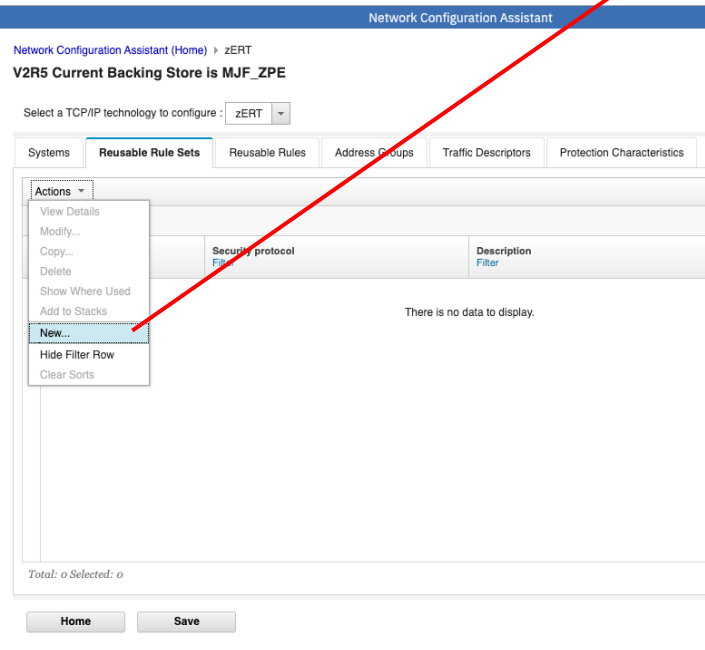 Network Configuration Assistant
Network Configuration Assistant (Home) zERT
V2R5 Current Backing Store is MJF_ZPE
Select a TCP/IP technology to configure : zERT
Systems Reusable Rule Sets Reusable Rules Address Groups Traffic Descriptors Protection Characteristics
Actions
View Details
Modify...
Copy...
Delete
Show Where Used
Add to Stacks
New...
Hide Filter Row
Clear Sorts
Security protocol Description
Filter Filter
There is no data to display.
Total: 0 Selected: 0
Home Save